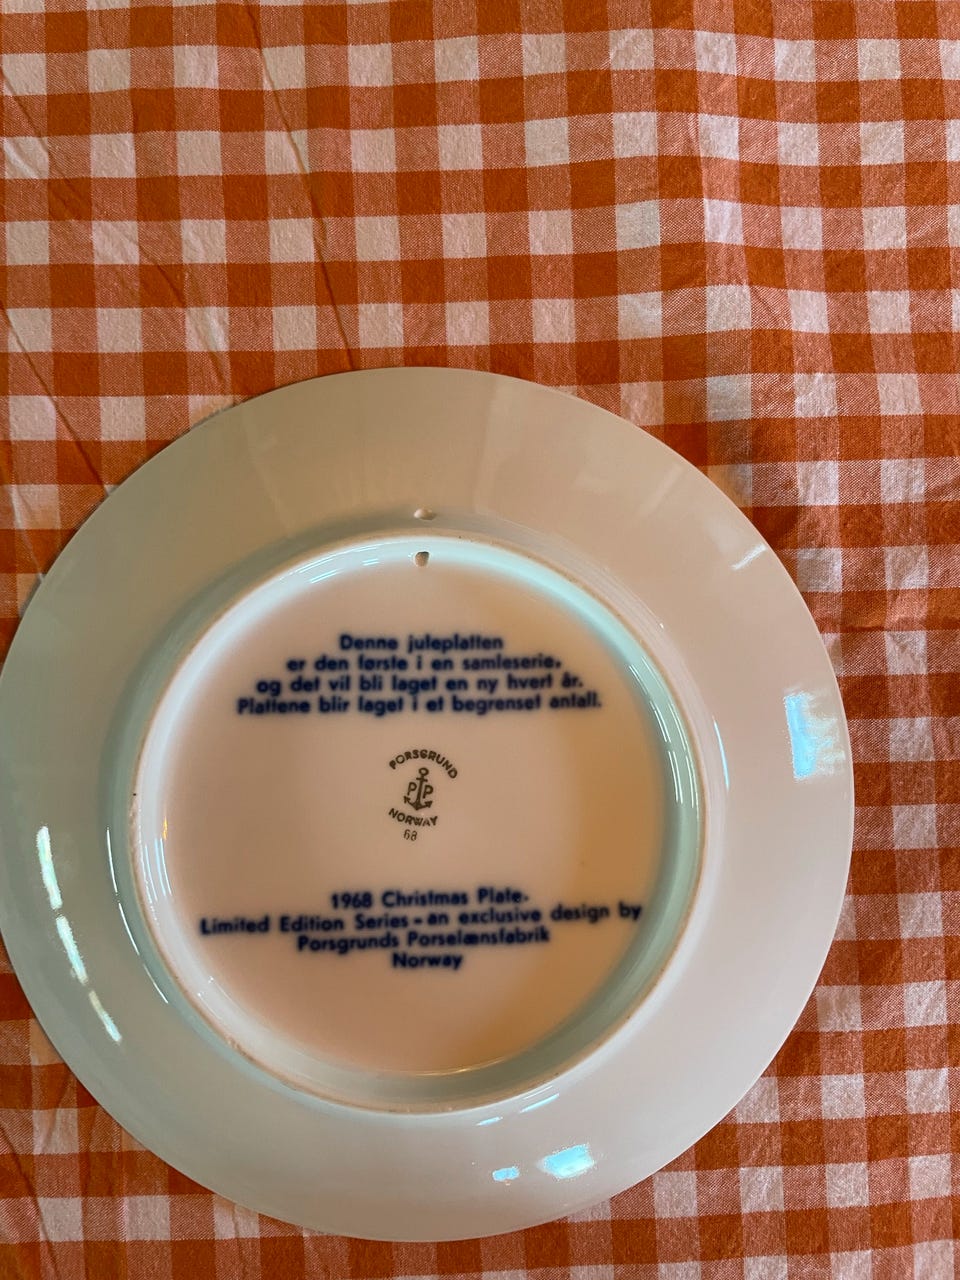 Denne juleplatten
er den første i en samleserie,
og det vil bli laget en ny hvert år.
Plattene blir laget i et begrenset antall.
PORSGRUND
PP
NORWAY
68
1968 Christmas Plate.
Limited Edition Series - an exclusive design by
Porsgrunds Porselænsfabrik
Norway